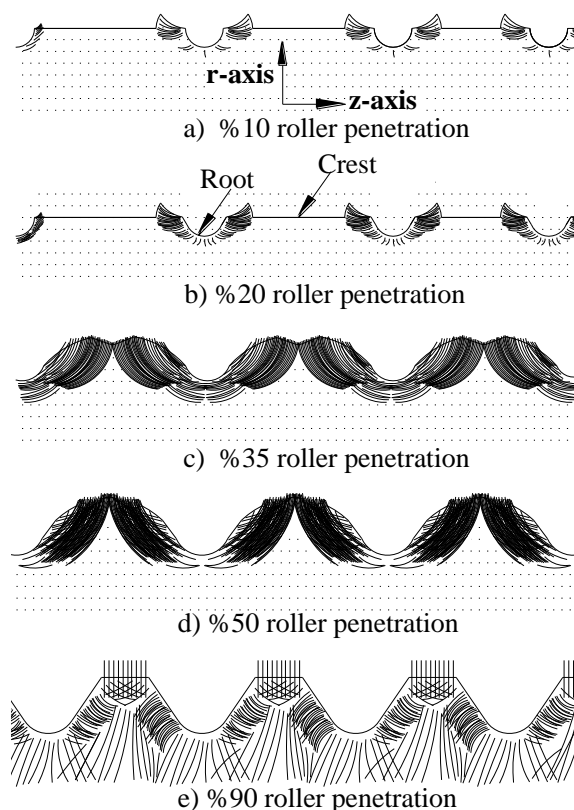 r-axis
z-axis
a) %10 roller penetration
Root
Crest
b) %20 roller penetration
c) %35 roller penetration
d) %50 roller penetration
e) %90 roller penetration